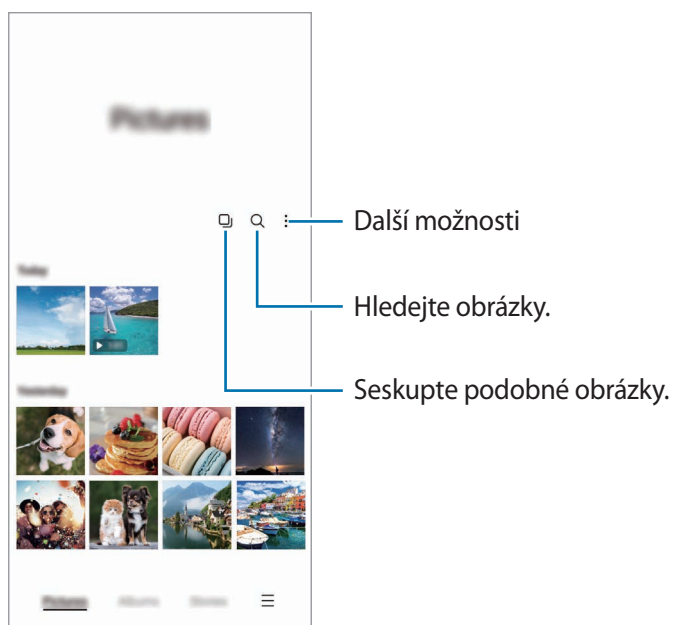 Pictures
Další možnosti
Today
Hledejte obrázky.
Seskupte podobné obrázky.
Yesterday
Pictures
Albums
Stories